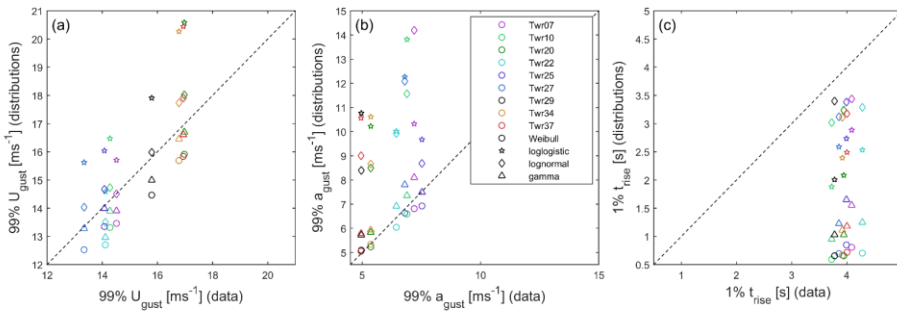 (a)
21
20
19
18
17
16
15
14
13
12
12 14 16 18 20
99% U_gust [ms⁻¹] (distributions)
99% U_gust [ms⁻¹] (data)
(b)
15
14
13
12
11
10
9
8
7
6
5
5 10 15
99% a_gust [ms⁻¹] (distributions)
99% a_gust [ms⁻¹] (data)
Twr07
Twr10
Twr20
Twr22
Twr25
Twr27
Twr29
Twr34
Twr37
Weibull
loglogistic
lognormal
gamma
(c)
5
4.5
4
3.5
3
2.5
2
1.5
1
0.5
1 2 3 4
1% t_rise [s] (distributions)
1% t_rise [s] (data)